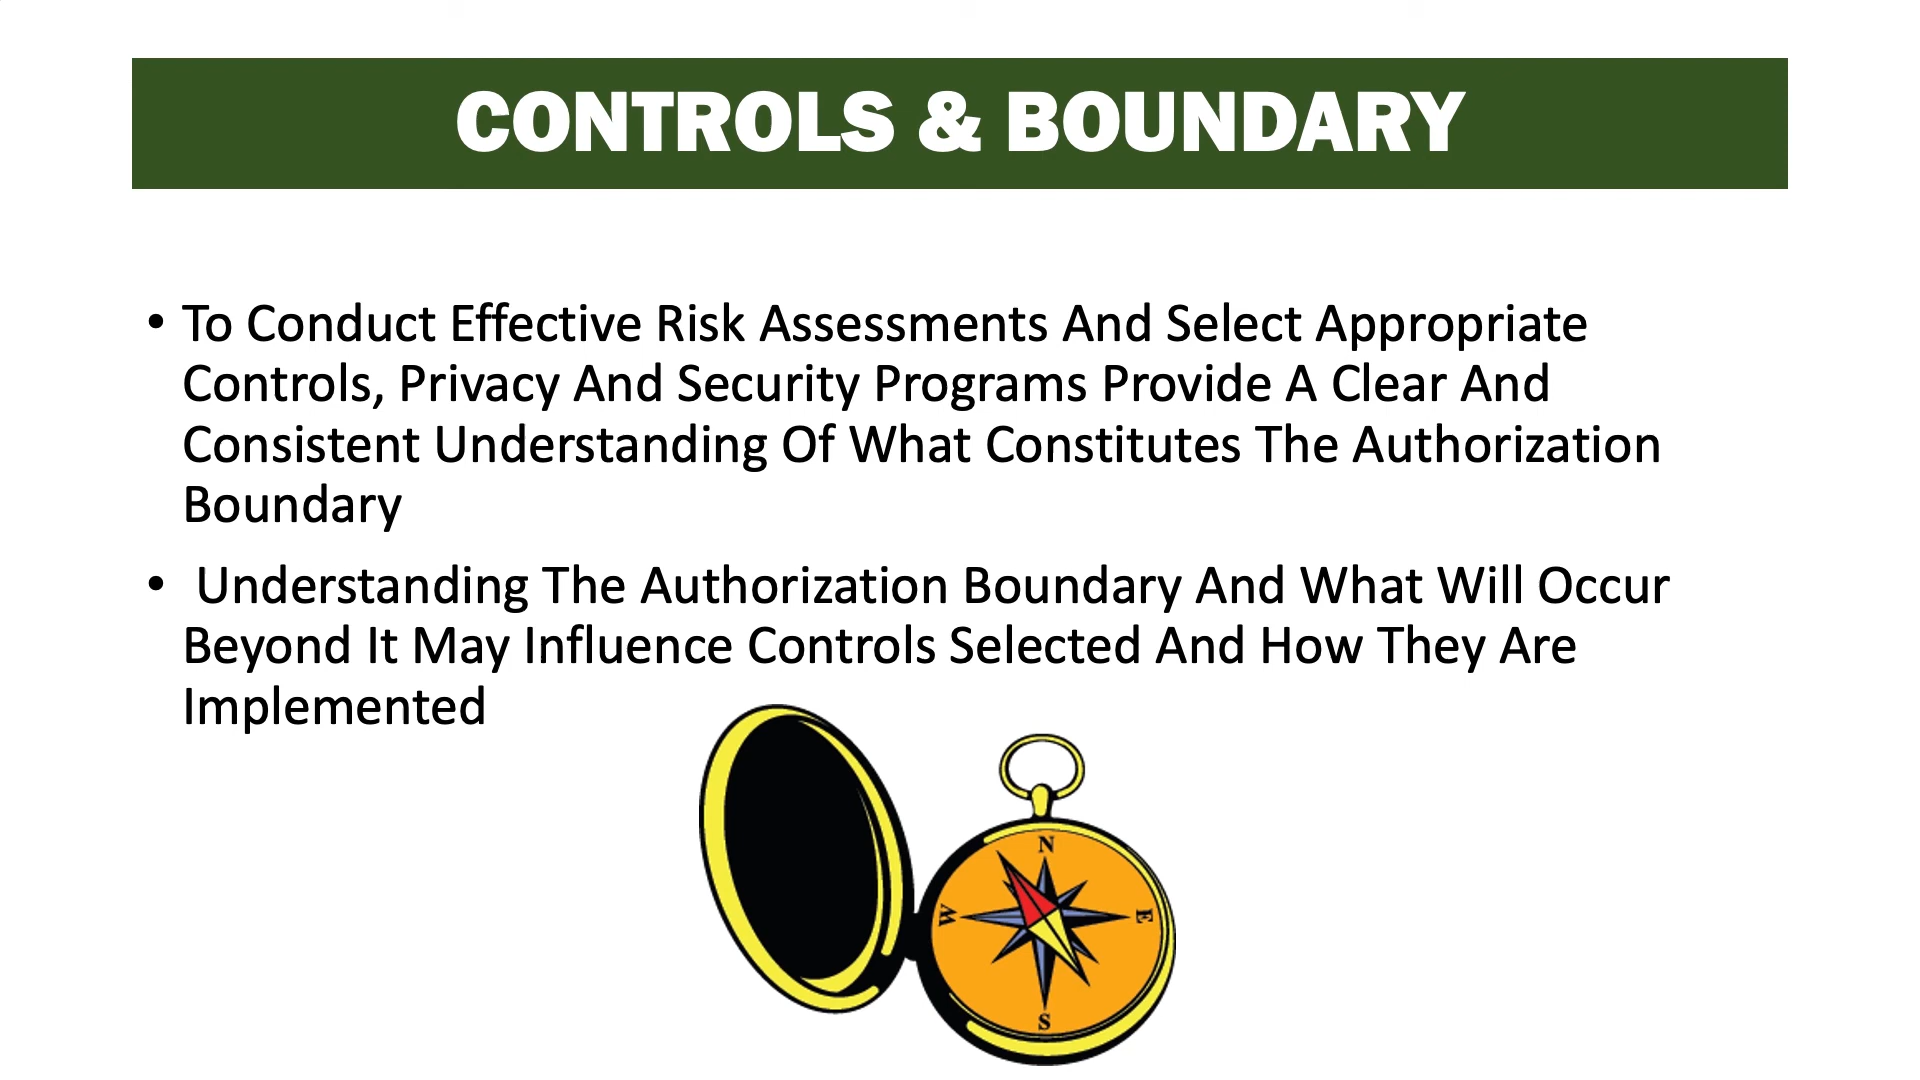 CONTROLS & BOUNDARY
• To Conduct Effective Risk Assessments And Select Appropriate
Controls, Privacy And Security Programs Provide A Clear And
Consistent Understanding Of What Constitutes The Authorization
Boundary
• Understanding The Authorization Boundary And What Will Occur
Beyond It May Influence Controls Selected And How They Are
Implemented
N
W
E
S